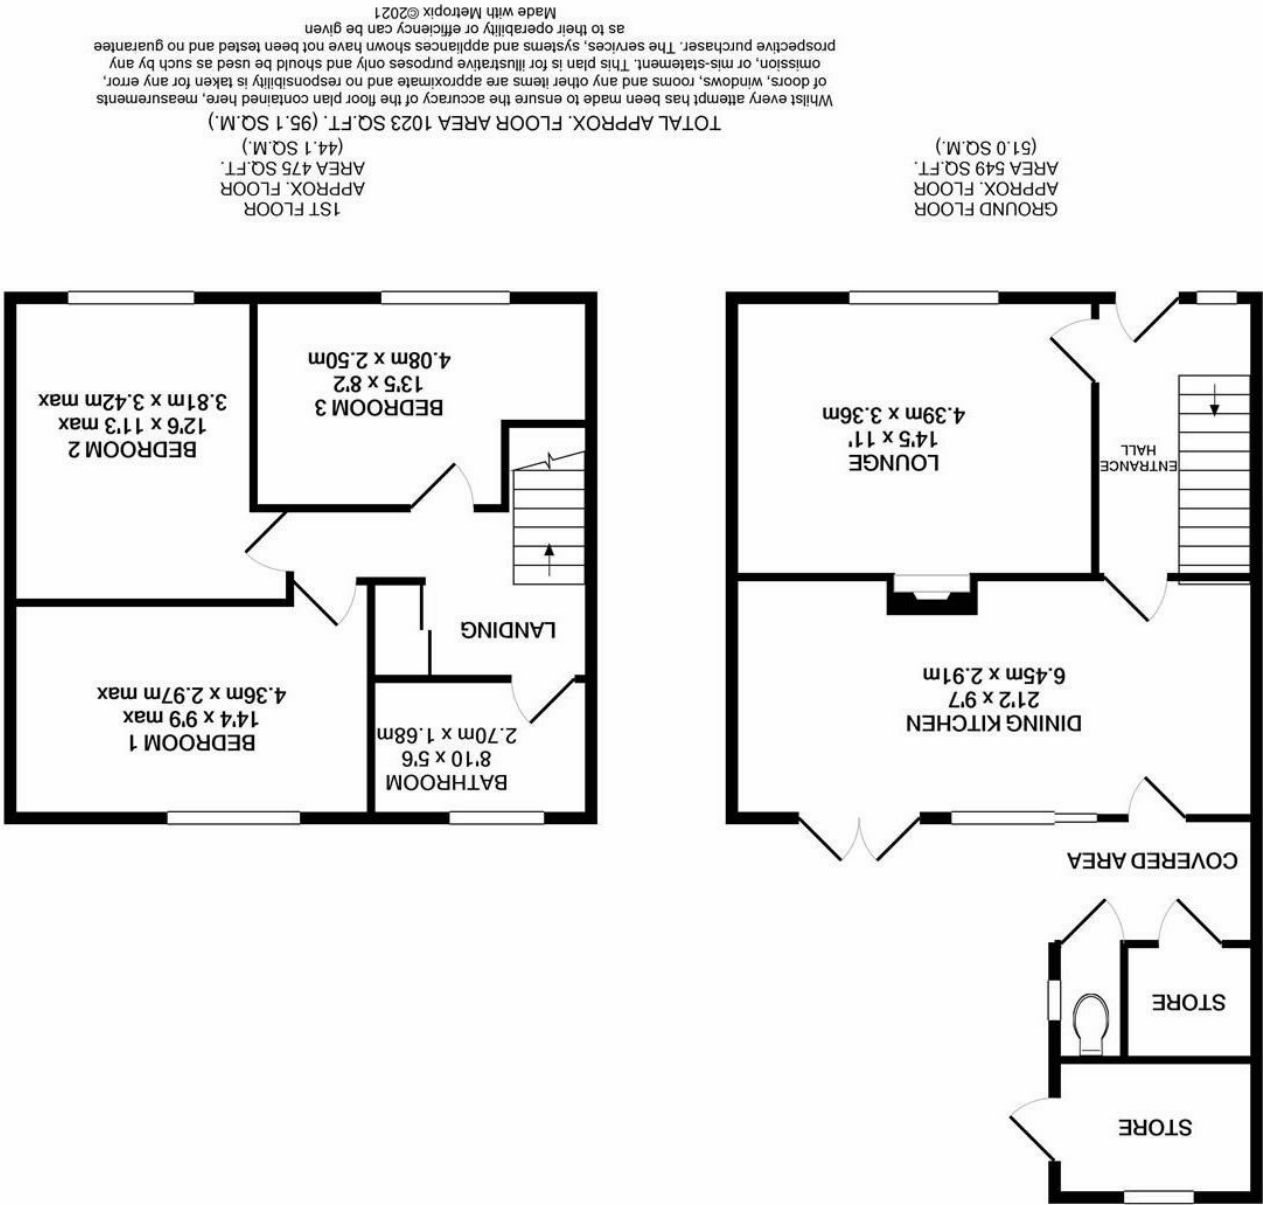 STORE
STORE
COVERED AREA
DINING KITCHEN
21'2 x 9'7
6.45m x 2.91m
ENTRANCE
HALL
LOUNGE
14'5 x 11'
4.39m x 3.36m
BATHROOM
8'10 x 5'6
2.70m x 1.68m
BEDROOM 1
14'4 x 9'9 max
4.36m x 2.97m max
LANDING
BEDROOM 3
13'5 x 8'2
4.08m x 2.50m
BEDROOM 2
12'6 x 11'3 max
3.81m x 3.42m max
GROUND FLOOR
APPROX. FLOOR
AREA 549 SQ.FT.
(51.0 SQ.M.)
1ST FLOOR
APPROX. FLOOR
AREA 475 SQ.FT.
(44.1 SQ.M.)
TOTAL APPROX. FLOOR AREA 1023 SQ.FT. (95.1 SQ.M.)
Whilst every attempt has been made to ensure the accuracy of the floor plan contained here, measurements
of doors, windows, rooms and any other items are approximate and no responsibility is taken for any error,
omission, or mis-statement. This plan is for illustrative purposes only and should be used as such by any
prospective purchaser. The services, systems and appliances shown have not been tested and no guarantee
as to their operability or efficiency can be given
Made with Metropix ©2021